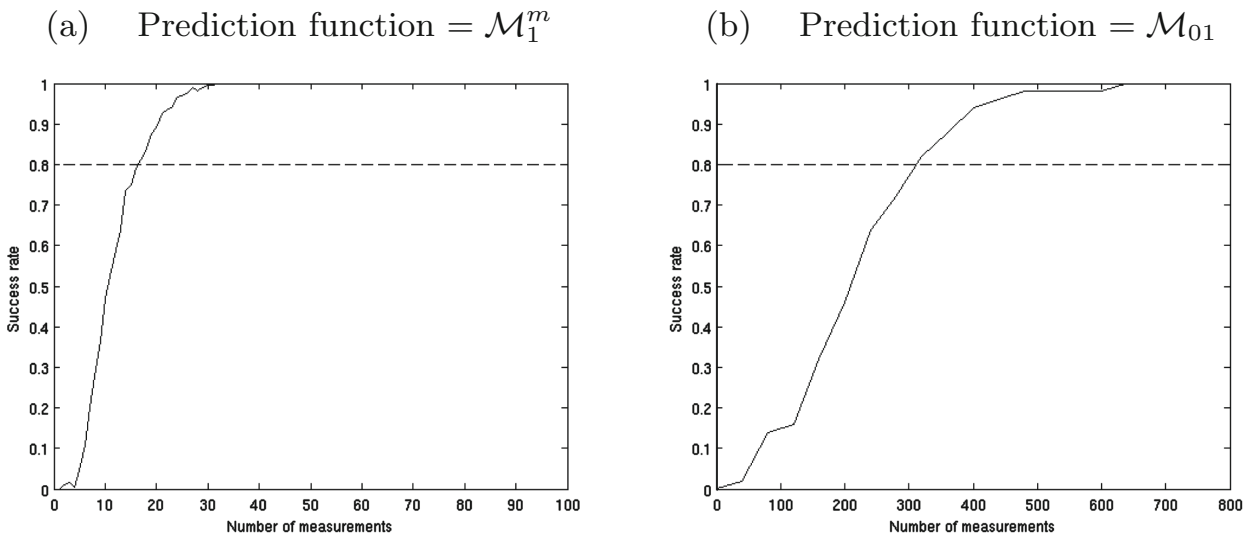 (a) Prediction function = $\mathcal{M}_1^m$
1
0.9
0.8
0.7
0.6
0.5
0.4
0.3
0.2
0.1
0
Success rate
0 10 20 30 40 50 60 70 80 90 100
Number of measurements
(b) Prediction function = $\mathcal{M}_{01}$
1
0.9
0.8
0.7
0.6
0.5
0.4
0.3
0.2
0.1
0
Success rate
0 100 200 300 400 500 600 700 800
Number of measurements